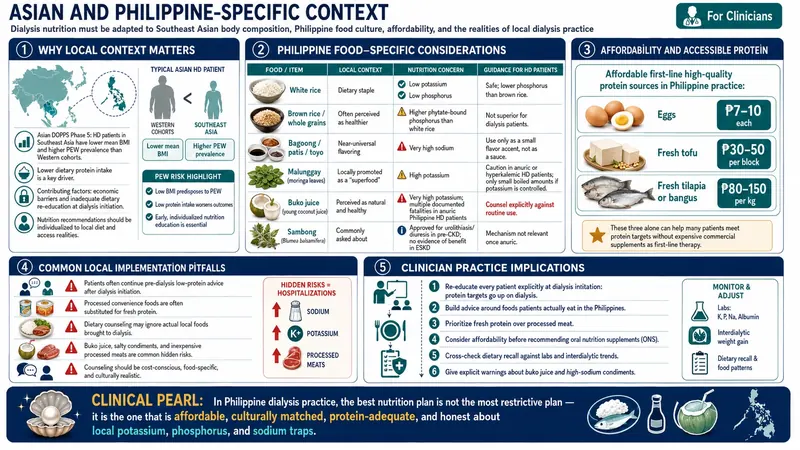 ASIAN AND PHILIPPINE-SPECIFIC CONTEXT
Dialysis nutrition must be adapted to Southeast Asian body composition, Philippine food culture, affordability, and the realities of local dialysis practice
For Clinicians
1 WHY LOCAL CONTEXT MATTERS
TYPICAL ASIAN HD PATIENT
<
WESTERN
COHORTS
SOUTHEAST
ASIA
Lower mean
BMI
Higher PEW
prevalence
Asian DOPPS Phase 5: HD patients in
Southeast Asia have lower mean BMI
and higher PEW prevalence than
Western cohorts.
Lower dietary protein intake is
a key driver.
Contributing factors: economic
barriers and inadequate dietary
re-education at dialysis initiation.
Nutrition recommendations should be
individualized to local diet and
access realities.
PEW RISK HIGHLIGHT
Low BMI predisposes to PEW
Low protein intake worsens outcomes
Early, individualized nutrition
education is essential
2 PHILIPPINE FOOD–SPECIFIC CONSIDERATIONS
FOOD / ITEM
LOCAL CONTEXT
NUTRITION CONCERN
GUIDANCE FOR HD PATIENTS
White rice
Dietary staple
Low potassium
Low phosphorus
Safe; lower phosphorus
than brown rice.
Brown rice /
whole grains
Often perceived
as healthier
Higher phytate-bound
phosphorus than
white rice
Not superior for
dialysis patients.
Bagoong /
patis / toyo
Near-universal
flavoring
Very high sodium
Use only as a small
flavor accent, not as
a sauce.
Malunggay
(moringa leaves)
Locally promoted
as a "superfood"
High potassium
Caution in anuric or
hyperkalemic HD patients;
only small boiled amounts if
potassium is controlled.
Buko juice
(young coconut juice)
Perceived as natural
and healthy
Very high potassium;
multiple documented
fatalities in anuric
Philippine HD patients
Counsel explicitly against
routine use.
Sambong
(Blumea balsamifera)
Commonly
asked about
Approved for urolithiasis/
diuresis in pre-CKD;
no evidence of benefit
in ESKD
Mechanism not relevant
once anuric.
3 AFFORDABILITY AND ACCESSIBLE PROTEIN
Affordable first-line high-quality
protein sources in Philippine practice:
Eggs
₱7–10
each
Fresh tofu
₱30–50
per block
Fresh tilapia
or bangus
₱80–150
per kg
These three alone can help many patients meet
protein targets without expensive commercial
supplements as first-line therapy.
4 COMMON LOCAL IMPLEMENTATION PITFALLS
Patients often continue pre-dialysis low-protein advice
after dialysis initiation.
Processed convenience foods are often
substituted for fresh protein.
Dietary counseling may ignore actual local foods
brought to dialysis.
Buko juice, salty condiments, and inexpensive
processed meats are common hidden risks.
Counseling should be cost-conscious, food-specific,
and culturally realistic.
HIDDEN RISKS =
HOSPITALIZATIONS
SODIUM
K+
POTASSIUM
PROCESSED
MEATS
5 CLINICIAN PRACTICE IMPLICATIONS
1 Re-educate every patient explicitly at dialysis irritation:
protein targets go up on dialysis.
2 Build advice around foods patients actually eat in the Philippines.
3 Prioritize fresh protein over processed meat.
4 Consider affordability before recommending oral nutrition supplements (ONS).
5 Cross-check dietary recall against labs and interdialytic trends.
6 Give explicit warnings about buko juice and high-sodium condiments.
MONITOR &
ADJUST
Labs:
K, P, Na, Albumin
Interdialytic
weight gain
Dietary recall &
food patterns
CLINICAL PEARL: In Philippine dialysis practice, the best nutrition plan is not the most restrictive plan —
it is the one that is affordable, culturally matched, protein-adequate, and honest about
local potassium, phosphorus, and sodium traps.